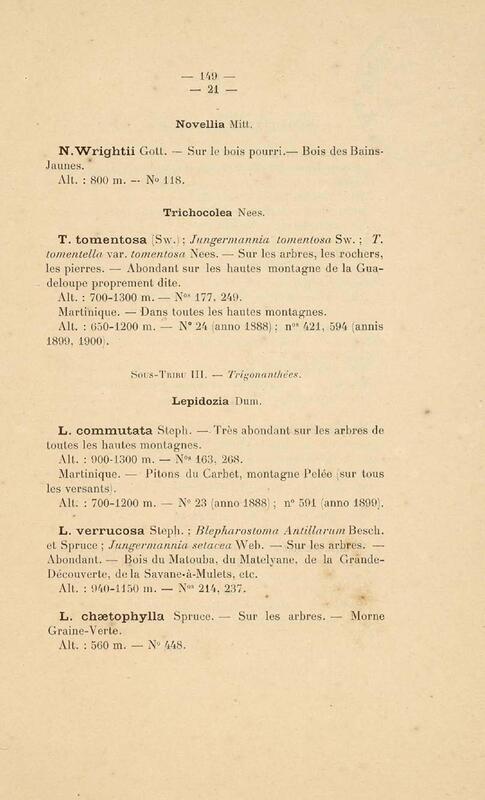 — 149 —
— 21 —
Novellia Mitt.
N. Wrightii Gott. — Sur le bois pourri. — Bois des Bains-
Jaunes.
Alt. : 800 m. — No 118.
Trichocolea Nees.
T. tomentosa (Sw.) ; Jungermannia tomentosa Sw. ; T.
tomentella var. tomentosa Nees. — Sur les arbres, les rochers,
les pierres. — Abondant sur les hautes montagne de la Gua-
deloupe proprement dite.
Alt. : 700-1300 m. — Nos 177, 249.
Martinique. — Dans toutes les hautes montagnes.
Alt. : 650-1200 m. — N° 24 (anno 1888) ; nos 421, 594 (annis
1899, 1900).
Sous-Tribu III. — Trigonanthées.
Lepidozia Dum.
L. commutata Steph. — Très abondant sur les arbres de
toutes les hautes montagnes.
Alt. : 900-1300 m. — Nos 163, 268.
Martinique. — Pitons du Carbet, montagne Pelée (sur tous
les versants).
Alt. : 700-1200 m. — No 23 (anno 1888) ; no 591 (anno 1899).
L. verrucosa Steph. ; Blepharostoma Antillarum Besch.
et Spruce ; Jungermannia setacea Web. — Sur les arbres. —
Abondant. — Bois du Matouba, du Matelyane, de la Grande-
Découverte, de la Savane-à-Mulets, etc.
Alt. : 940-1150 m. — Nos 214, 237.
L. chætophylla Spruce. — Sur les arbres. — Morne
Graine-Verte.
Alt. : 560 m. — No 448.